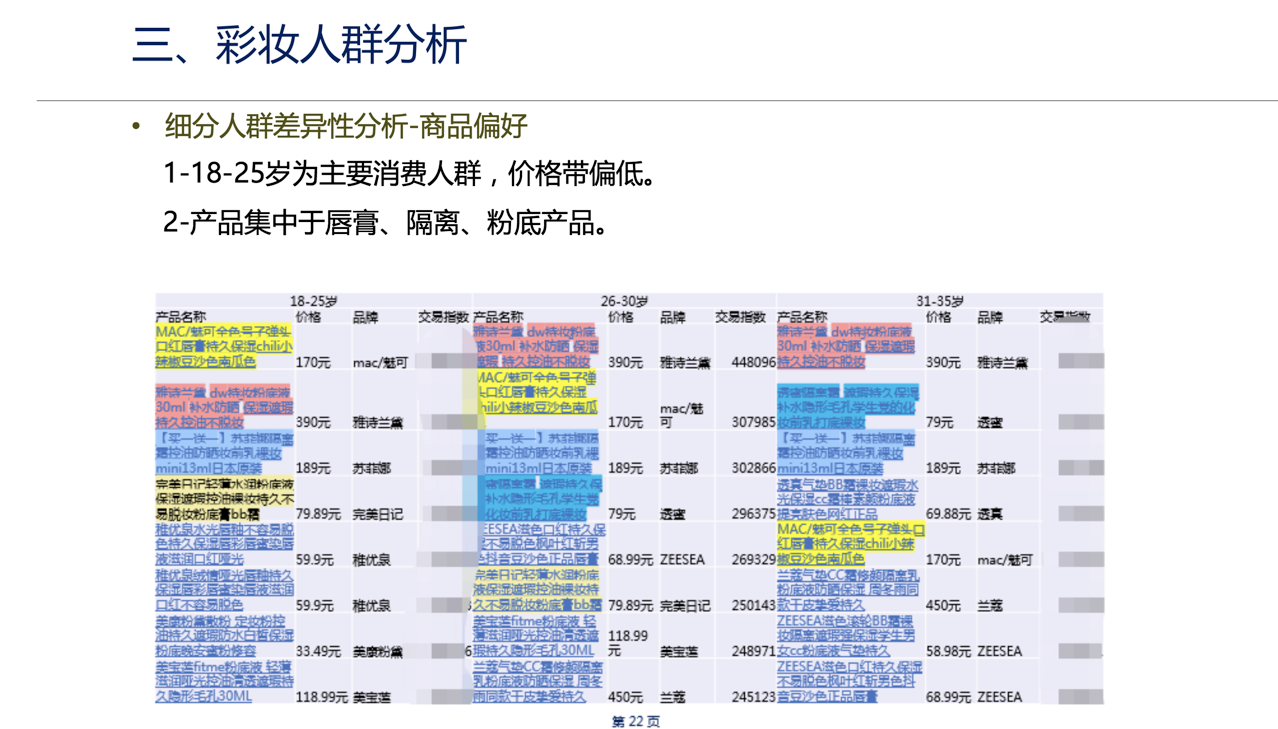 三、彩妆人群分析
• 细分人群差异性分析-商品偏好
1-18-25岁为主要消费人群，价格带偏低。
2-产品集中于唇膏、隔离、粉底产品。
18-25岁 26-30岁 31-35岁
产品名称 价格 品牌 交易指数 产品名称 价格 品牌 交易指数 产品名称 价格 品牌 交易指数
MAC/魅可全色号子弹头
口红唇膏持久保湿chili小
辣椒豆沙色南瓜色
170元 mac/魅可
雅诗兰黛 dw持妆粉底
液30ml 补水防晒 保湿
遮瑕 持久控油不脱妆
390元 雅诗兰黛 448096
雅诗兰黛 dw持妆粉底液
30ml 补水防晒 保湿遮瑕
持久控油不脱妆
390元 雅诗兰黛
雅诗兰黛 dw持妆粉底液
30ml 补水防晒 保湿遮瑕
持久控油不脱妆
390元 雅诗兰黛
MAC/魅可全色号子弹
头口红唇膏持久保湿
chili小辣椒豆沙色南瓜
170元 mac/魅
可 307985
透蜜隔离霜 遮瑕持久保湿
补水隐形毛孔学生党的化
妆前乳打底裸妆
79元 透蜜
【买一送一】苏菲娜隔离
霜控油防晒妆前乳裸妆
mini13ml日本原装
189元 苏菲娜
【买一送一】苏菲娜隔
离霜控油防晒妆前乳裸
妆mini13ml日本原装
189元 苏菲娜 302866
【买一送一】苏菲娜隔离
霜控油防晒妆前乳裸妆
mini13ml日本原装
189元 苏菲娜
完美日记轻薄水润粉底液
保湿遮瑕控油裸妆持久不
易脱妆粉底膏bb霜
79.89元 完美日记
蜜隔离霜 遮瑕持久保
补水隐形毛孔学生党
化妆前乳打底裸妆
79元 透蜜 296375
透真气垫BB霜裸妆遮瑕水
光保湿cc霜棒素颜粉底液
提亮肤色网红正品
69.88元 透真
稚优泉水光唇釉不容易脱
色持久保湿唇彩唇蜜染唇
液滋润口红哑光
59.9元 稚优泉
ZEESEA滋色口红持久保
湿不易脱色枫叶红斩男
色抖音豆沙色正品唇膏
68.99元 ZEESEA 269329
MAC/魅可全色号子弹头口
红唇膏持久保湿chili小辣
椒豆沙色南瓜色
170元 mac/魅可
稚优泉绒情哑光唇釉持久
保湿唇彩唇蜜染唇液滋润
口红不容易脱色
59.9元 稚优泉
完美日记轻薄水润粉底
液保湿遮瑕控油裸妆持
久不易脱妆粉底膏bb霜
79.89元 完美日记 250143
兰蔻气垫CC霜修颜隔离乳
粉底液防晒保湿 周冬雨同
款干皮挚爱持久
450元 兰蔻
美康粉黛散粉 定妆粉控
油持久遮瑕防水白皙保湿
粉底晚安蜜粉修容
33.49元 美康粉黛
美宝莲fitme粉底液 轻
薄滋润哑光控油清透遮
瑕持久隐形毛孔30ML
118.99
元 美宝莲 248971
ZEESEA滋色滚轮BB霜裸
妆隔离遮瑕强保湿学生男
女cc粉底液气垫持久
58.98元 ZEESEA
美宝莲fitme粉底液 轻薄
滋润哑光控油清透遮瑕持
久隐形毛孔30ML
118.99元 美宝莲
兰蔻气垫CC霜修颜隔离
乳粉底液防晒保湿 周冬
雨同款干皮挚爱持久
450元 兰蔻 245123
ZEESEA滋色口红持久保湿
不易脱色枫叶红斩男色抖
音豆沙色正品唇膏
68.99元 ZEESEA
第 22 页